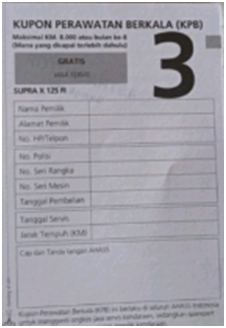 KUPON PERAWATAN BERKALA (KPB)
Maksimal KM. 8.000 atau bulan ke-8
(Mana yang dicapai terlebih dahulu)
3
GRATIS
JASA SERVIS
SUPRA X 125 FI
Nama Pemilik
Alamat Pemilik
No. HP/Telpon
No. Polisi
No. Seri Rangka
No. Seri Mesin
Tanggal Pembelian
Tanggal Servis
Jarak Tempuh (KM)
Cap dan Tanda tangan AHASS
Kupon Perawatan Berkala (KPB) ini berlaku di seluruh AHASS Indonesia
untuk mengganti ongkos jasa servis kendaraan, sedangkan